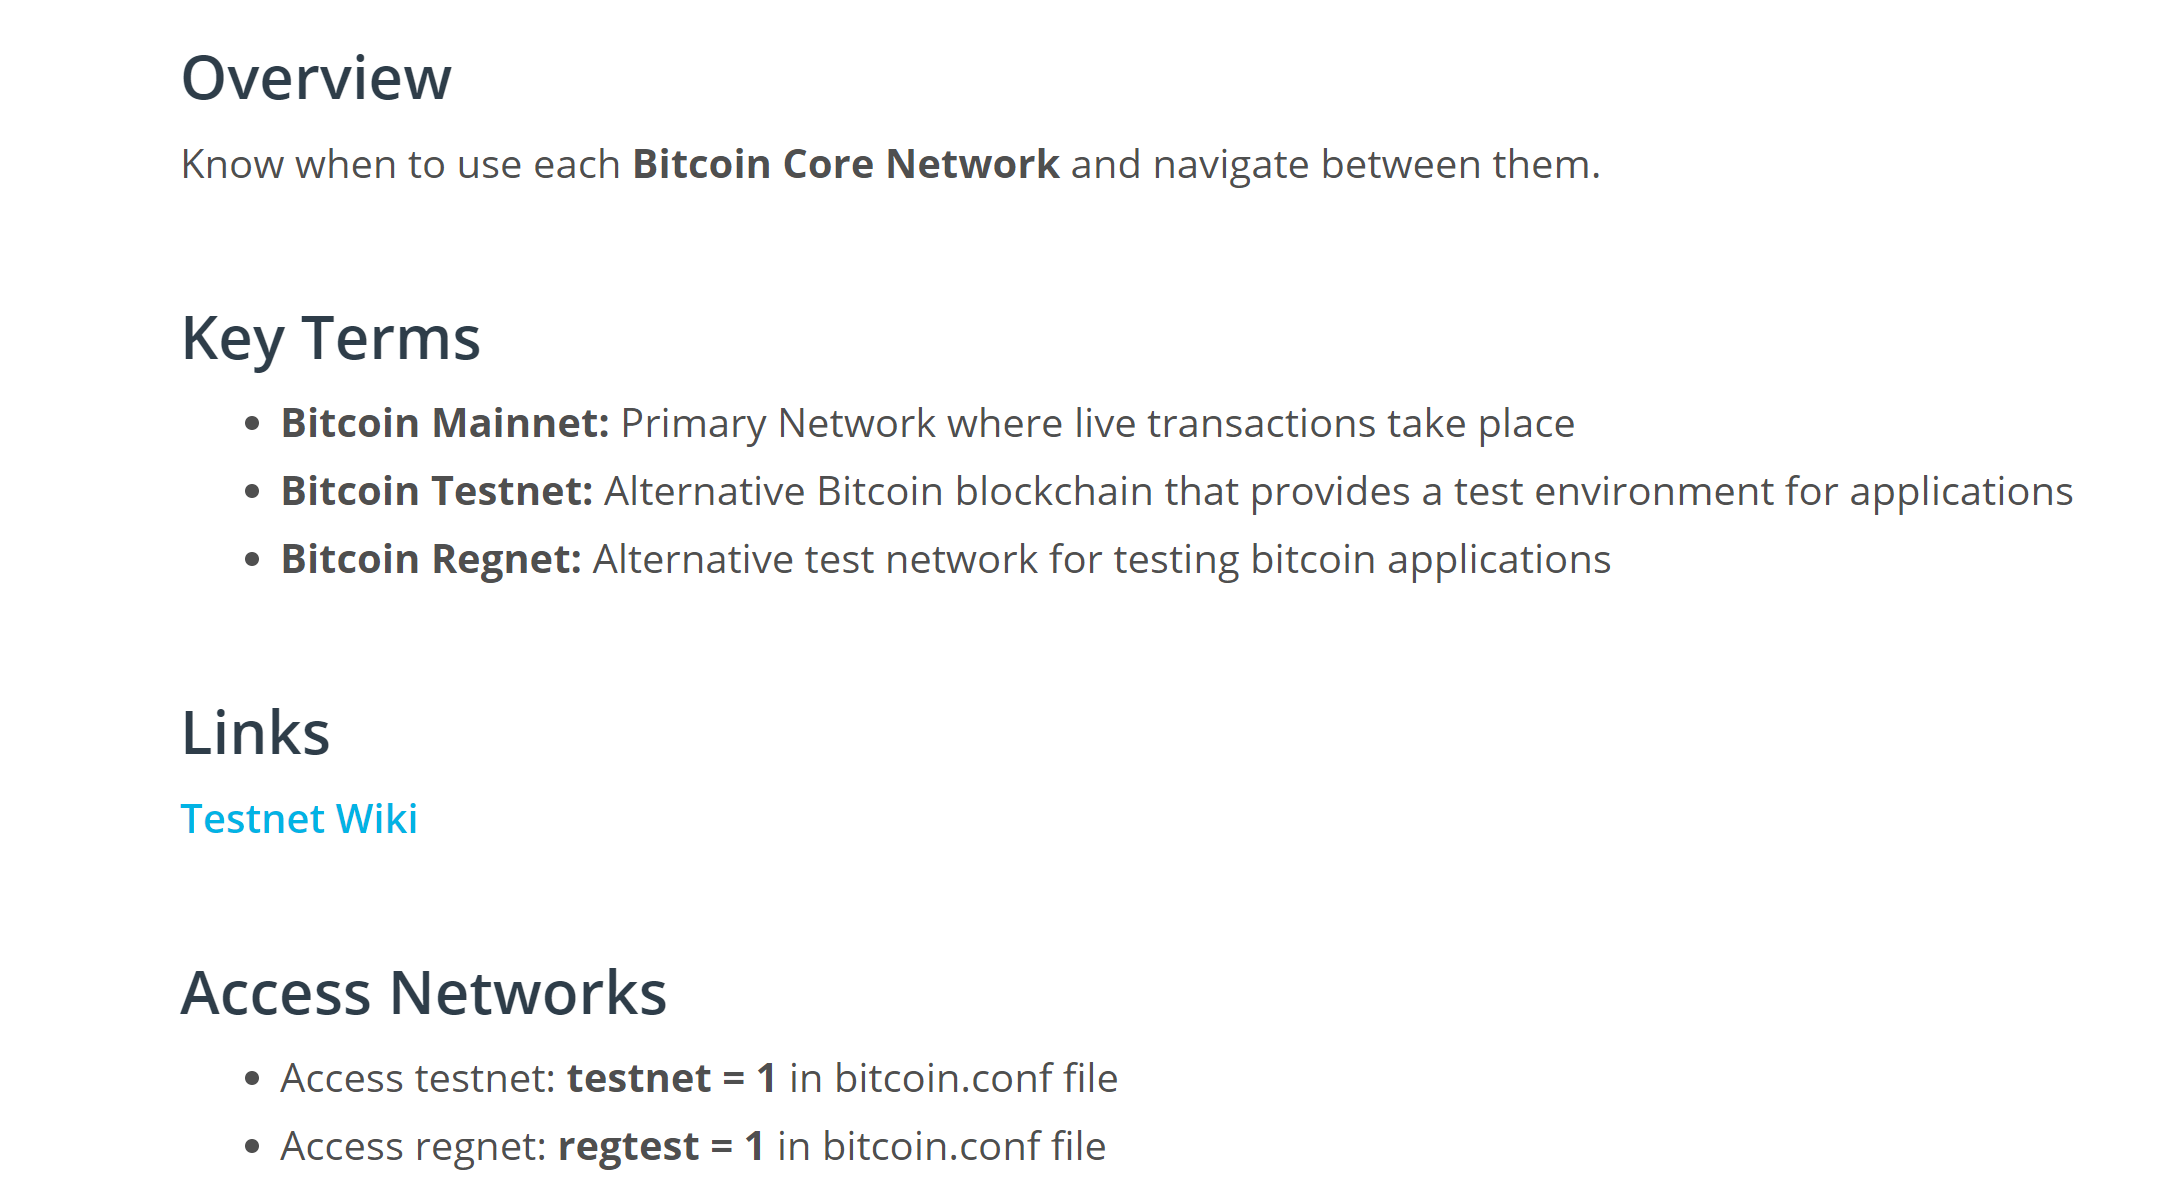 Overview
Know when to use each Bitcoin Core Network and navigate between them.
Key Terms
• Bitcoin Mainnet: Primary Network where live transactions take place
• Bitcoin Testnet: Alternative Bitcoin blockchain that provides a test environment for applications
• Bitcoin Regnet: Alternative test network for testing bitcoin applications
Links
Testnet Wiki
Access Networks
• Access testnet: testnet = 1 in bitcoin.conf file
• Access regnet: regtest = 1 in bitcoin.conf file